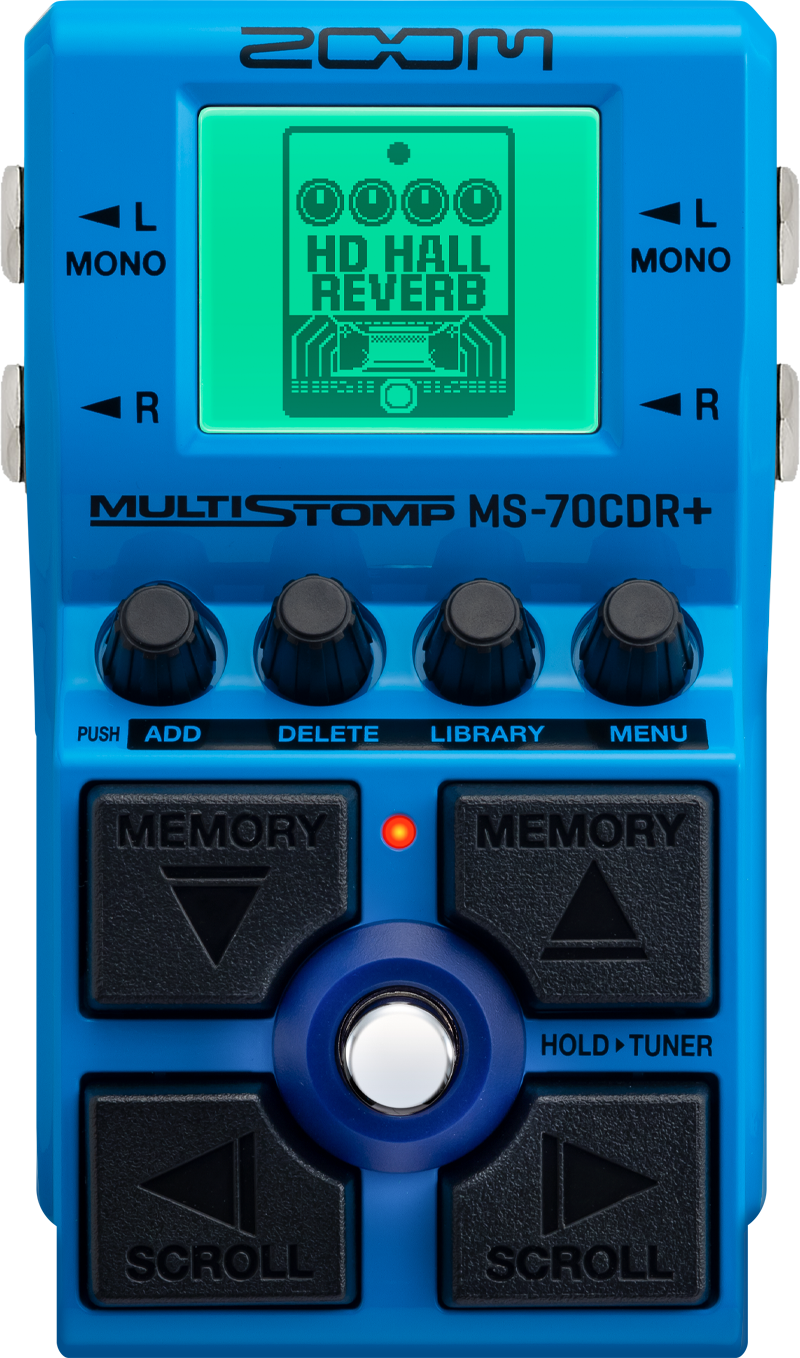 ZOOM
◀ L
MONO
◀ L
MONO
HD HALL
REVERB
◀ R
◀ R
MULTISTOMP MS-70CDR+
PUSH ADD DELETE LIBRARY MENU
MEMORY MEMORY
HOLD ▸ TUNER
SCROLL SCROLL